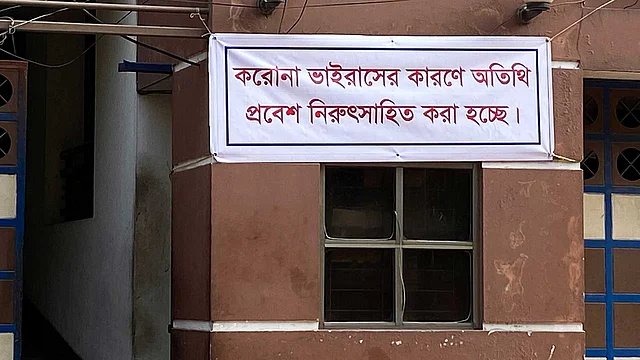 করোনা ভাইরাসের কারণে অতিথি
প্রবেশ নিরুৎসাহিত করা হচ্ছে।